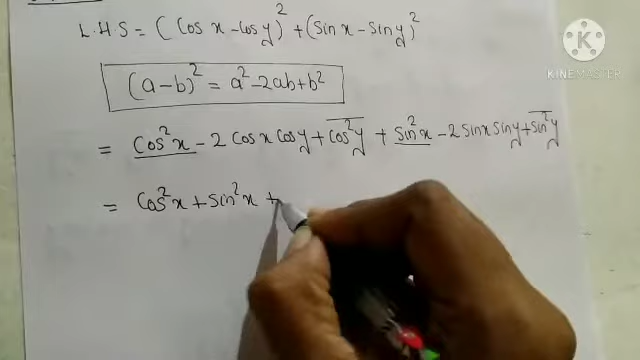 L.H.S = (Cos x - Cos y)² + (Sin x - Sin y)²
(a-b)² = a² - 2ab + b²
= Cos²x - 2 Cos x Cos y + Cos²y + Sin²x - 2 Sin x Sin y + Sin²y
= Cos²x + Sin²x +
KINEMASTER